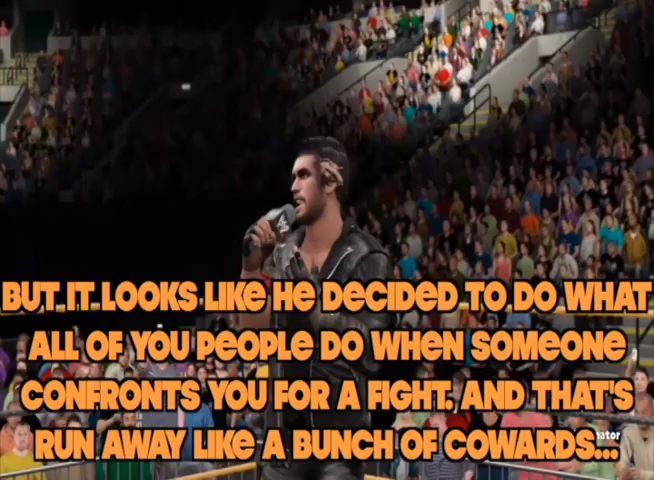 BUT IT LOOKS LIKE HE DECIDED TO DO WHAT
ALL OF YOU PEOPLE DO WHEN SOMEONE
CONFRONTS YOU FOR A FIGHT. AND THAT'S
RUN AWAY LIKE A BUNCH OF COWARDS...